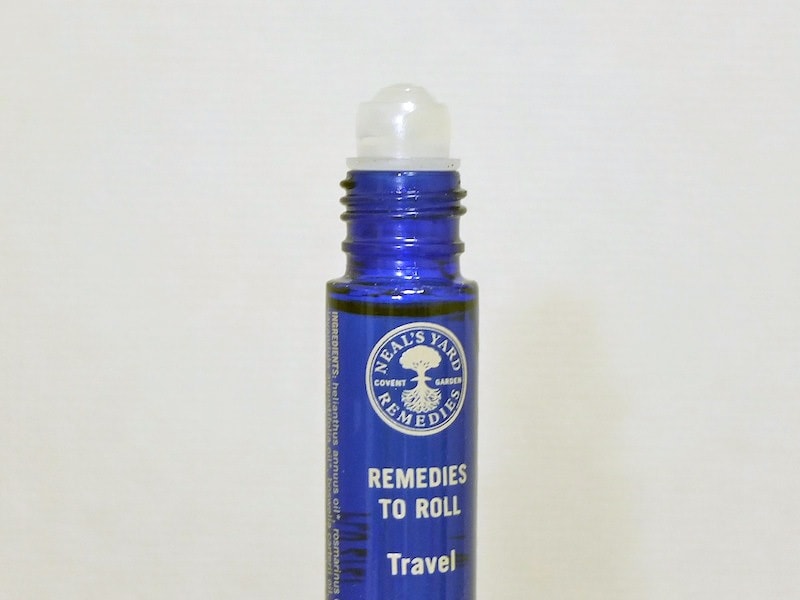 NEAL'S YARD
COVENT GARDEN
REMEDIES
REMEDIES
TO ROLL
Travel
INGREDIENTS: helianthus annuus oil*, rosmarinus